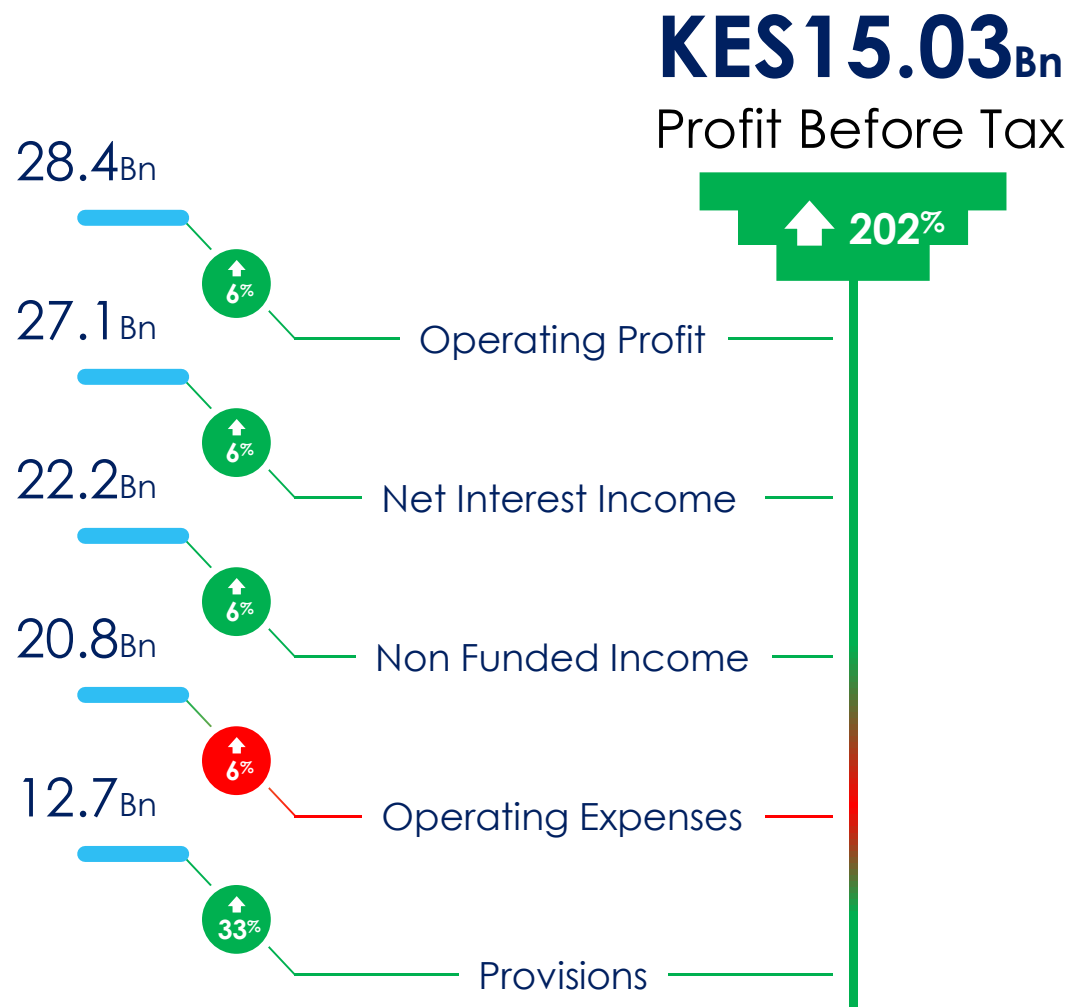 KES15.03Bn
Profit Before Tax
202%
28.4Bn
6%
Operating Profit
27.1Bn
6%
Net Interest Income
22.2Bn
6%
Non Funded Income
20.8Bn
6%
Operating Expenses
12.7Bn
33%
Provisions